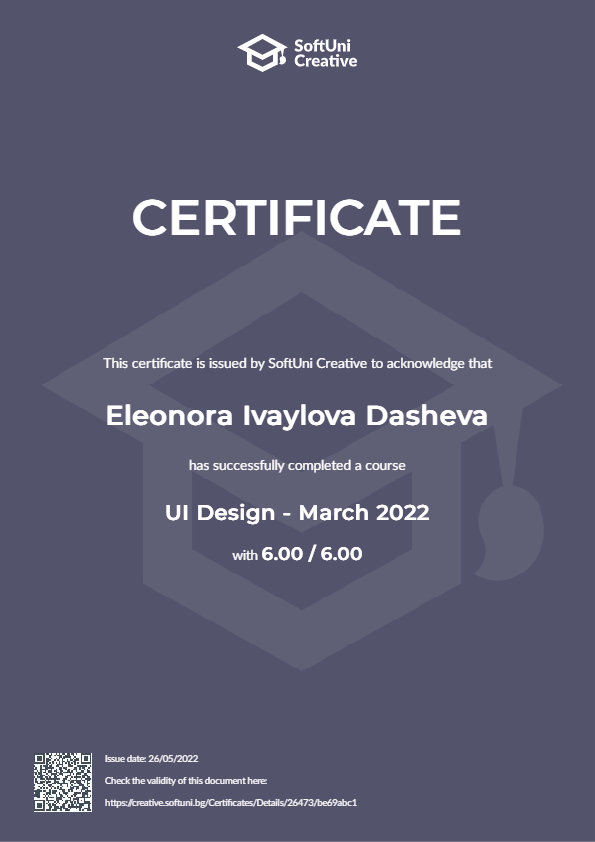 SoftUni
Creative
CERTIFICATE
This certificate is issued by SoftUni Creative to acknowledge that
Eleonora Ivaylova Dasheva
has successfully completed a course
UI Design - March 2022
with 6.00 / 6.00
Issue date: 26/05/2022
Check the validity of this document here:
https://creative.softuni.bg/Certificates/Details/26473/be69abc1